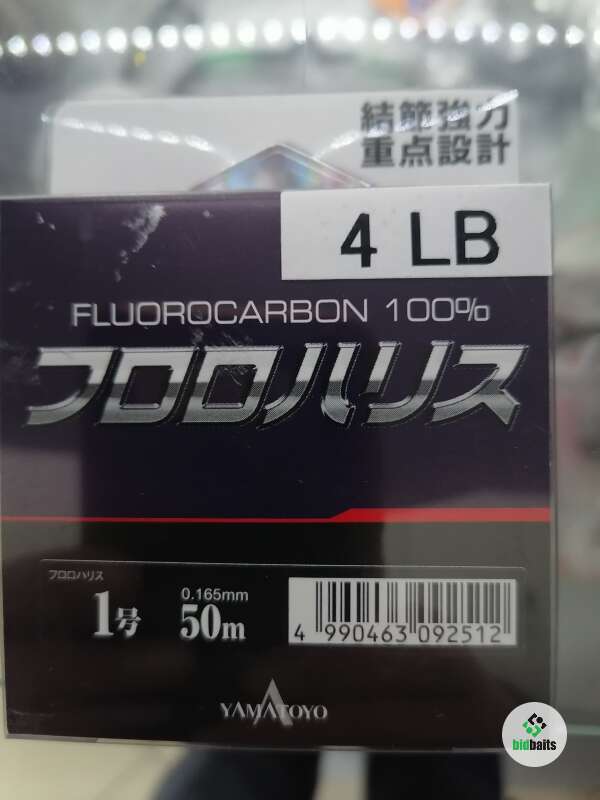 結節強力
重点設計
4 LB
FLUOROCARBON 100%
フロロハリス
フロロハリス
1号
0.165mm
50m
4 990463 092512
YAMATOYO
bidbaits